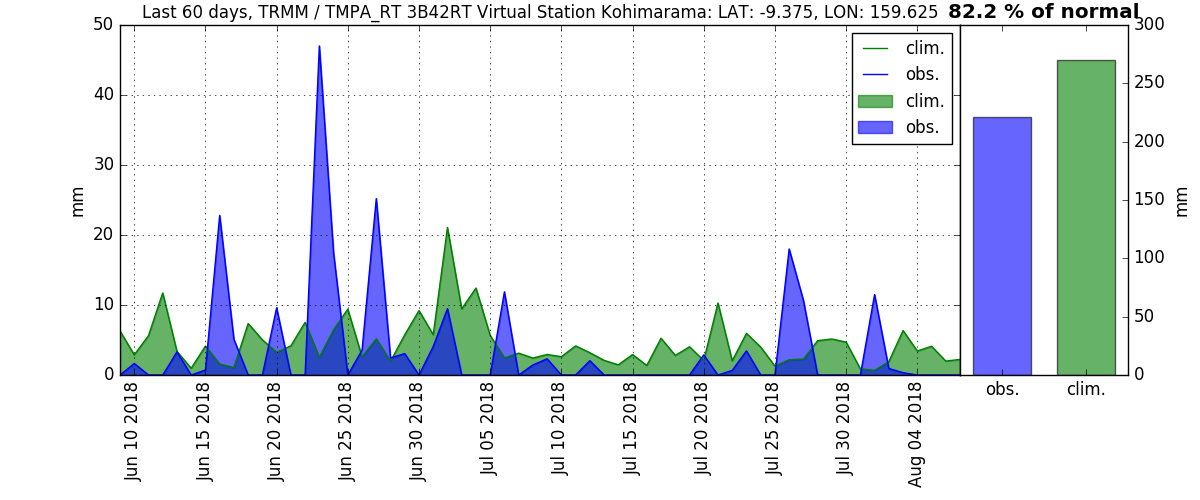 Last 60 days, TRMM / TMPA_RT 3B42RT Virtual Station Kohimarama: LAT: -9.375, LON: 159.625 82.2 % of normal
50
40
30
20
10
0
mm
clim.
obs.
clim.
obs.
300
250
200
150
100
50
0
mm
Jun 10 2018
Jun 15 2018
Jun 20 2018
Jun 25 2018
Jun 30 2018
Jul 05 2018
Jul 10 2018
Jul 15 2018
Jul 20 2018
Jul 25 2018
Jul 30 2018
Aug 04 2018
obs.
clim.